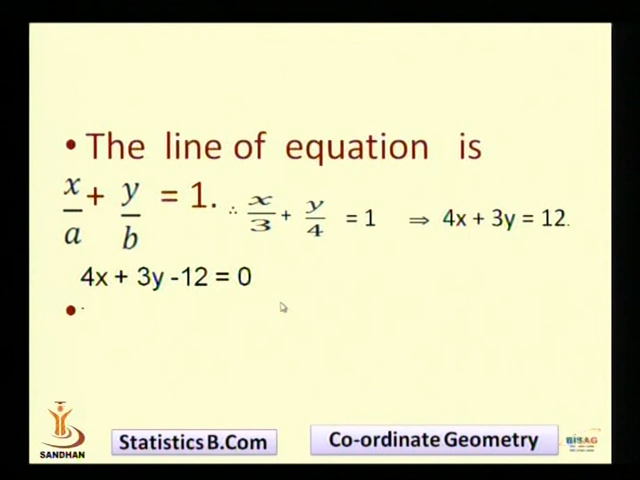 • The line of equation is
x/a + y/b = 1. ∴ x/3 + y/4 = 1 ⇒ 4x + 3y = 12.
4x + 3y -12 = 0
•
SANDHAN
Statistics B.Com
Co-ordinate Geometry
BISAG